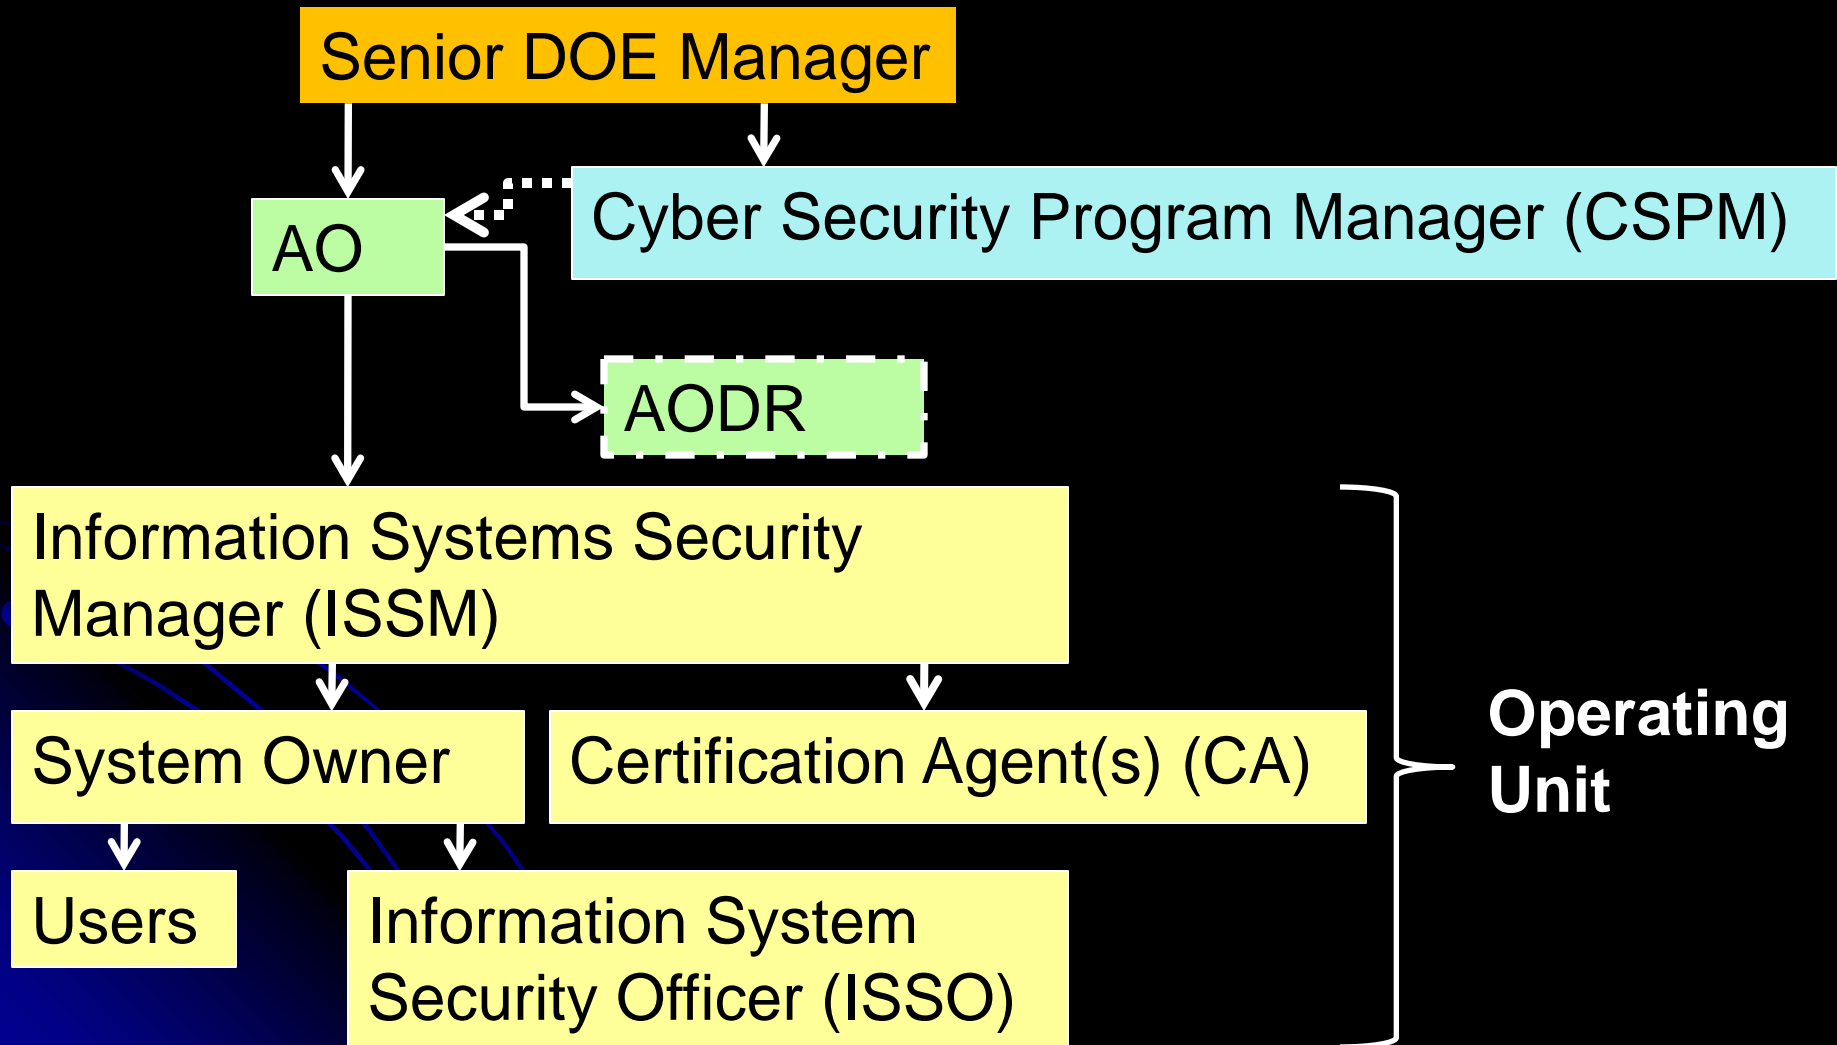 Senior DOE Manager
Cyber Security Program Manager (CSPM)
AO
AODR
Information Systems Security
Manager (ISSM)
System Owner
Certification Agent(s) (CA)
Operating
Unit
Users
Information System
Security Officer (ISSO)